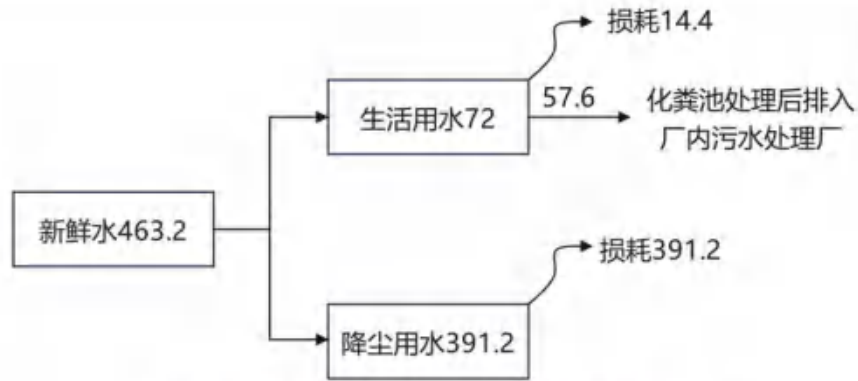 损耗14.4
生活用水72
57.6
化粪池处理后排入
厂内污水处理厂
新鲜水463.2
损耗391.2
降尘用水391.2